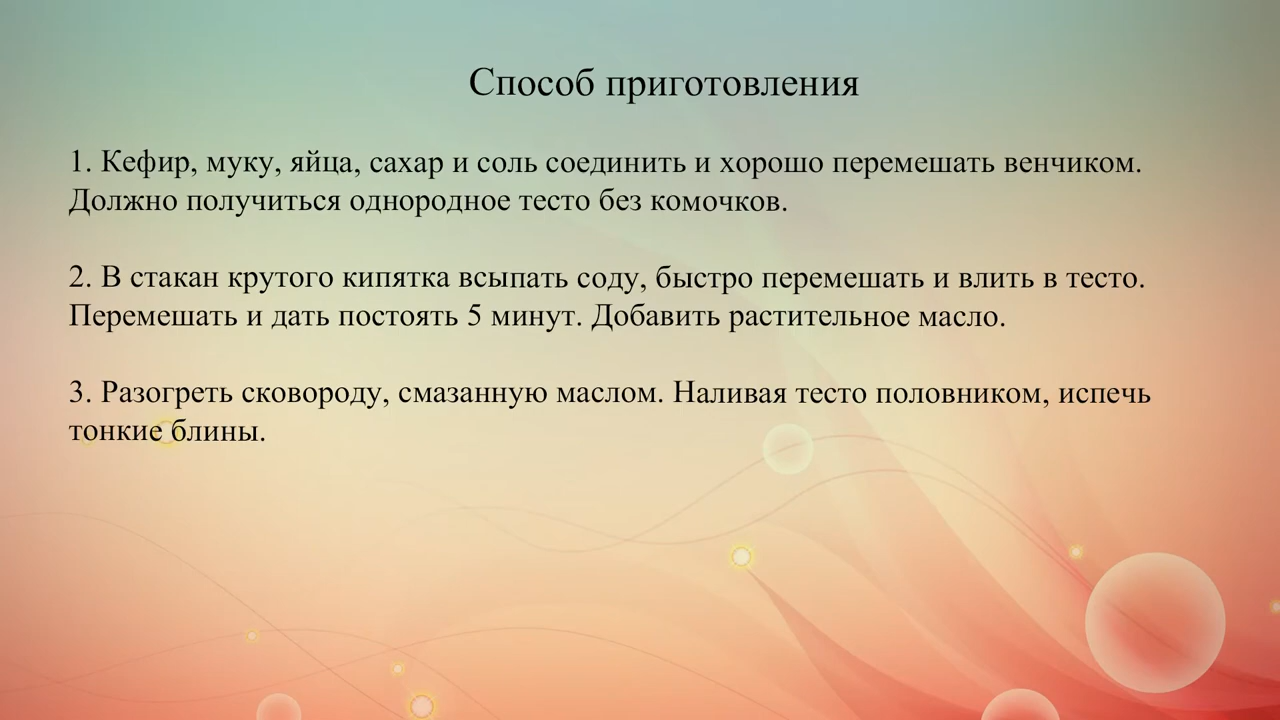 Способ приготовления
1. Кефир, муку, яйца, сахар и соль соединить и хорошо перемешать венчиком.
Должно получиться однородное тесто без комочков.
2. В стакан крутого кипятка всыпать соду, быстро перемешать и влить в тесто.
Перемешать и дать постоять 5 минут. Добавить растительное масло.
3. Разогреть сковороду, смазанную маслом. Наливая тесто половником, испечь
тонкие блины.